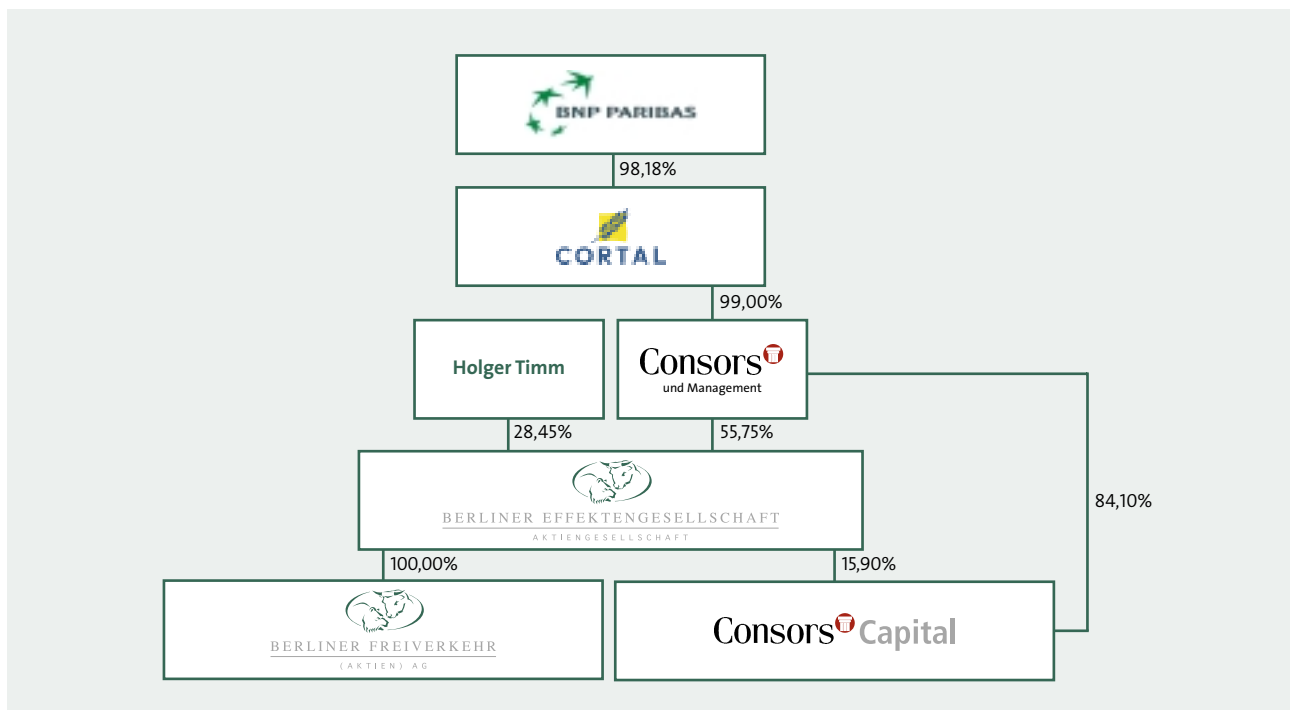 BNP PARIBAS
98,18%
CORTAL
99,00%
Holger Timm
Consors
und Management
28,45%
55,75%
BERLINER EFFEKTENGESELLSCHAFT
AKTIENGESELLSCHAFT
84,10%
100,00%
15,90%
BERLINER FREIVERKEHR
(AKTIEN) AG
Consors Capital